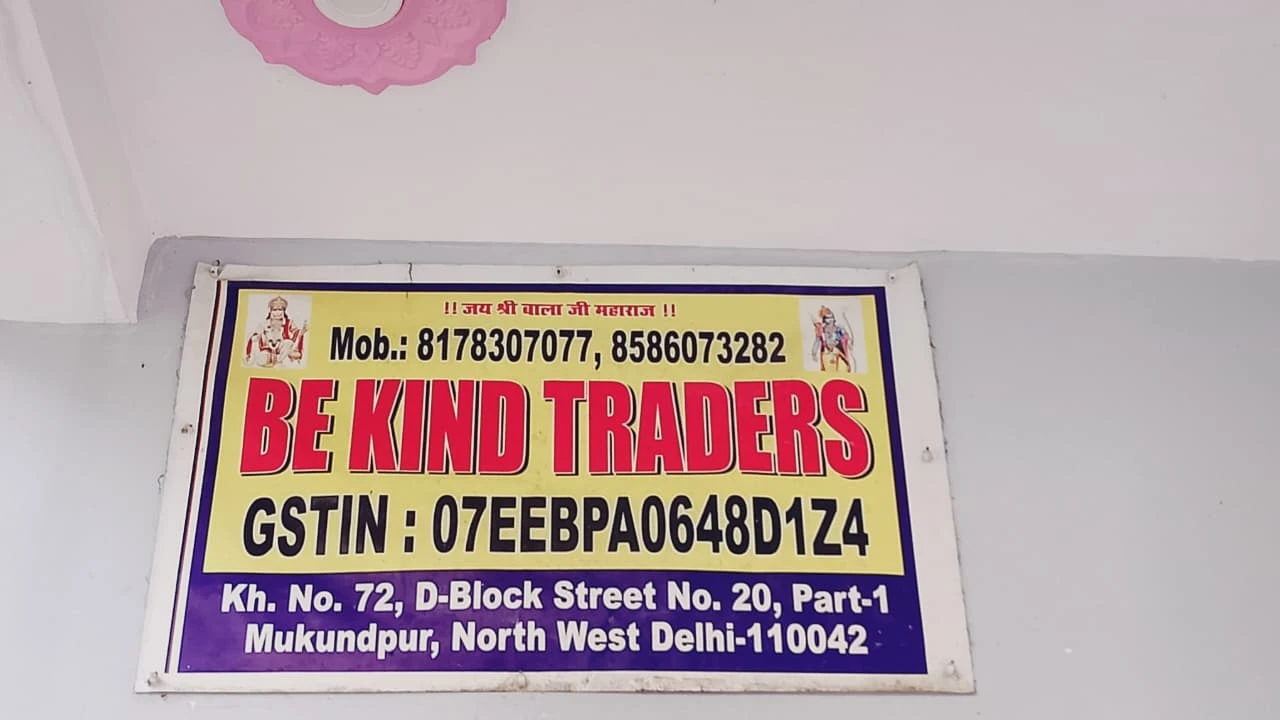 !! जय श्री बाला जी महाराज !!
Mob.: 8178307077, 8586073282
BE KIND TRADERS
GSTIN : 07EEBPA0648D1Z4
Kh. No. 72, D-Block Street No. 20, Part-1
Mukundpur, North West Delhi-110042